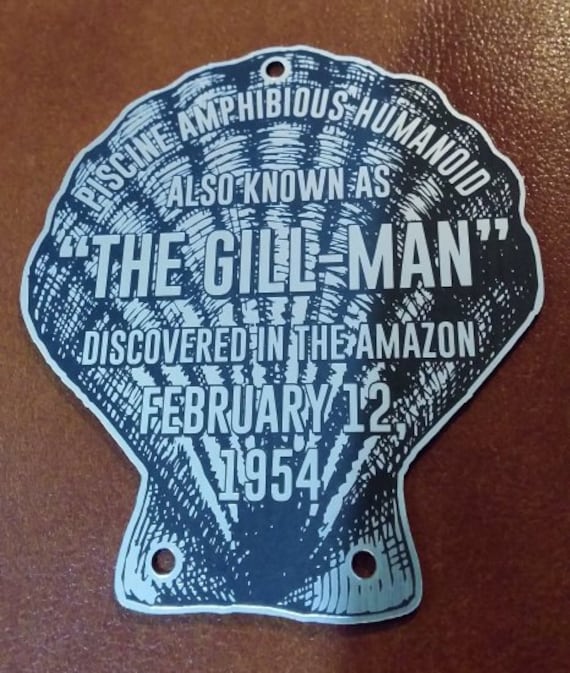 PISCINE AMPHIBIOUS HUMANOID
ALSO KNOWN AS
“THE GILL-MAN”
DISCOVERED IN THE AMAZON
FEBRUARY 12,
1954